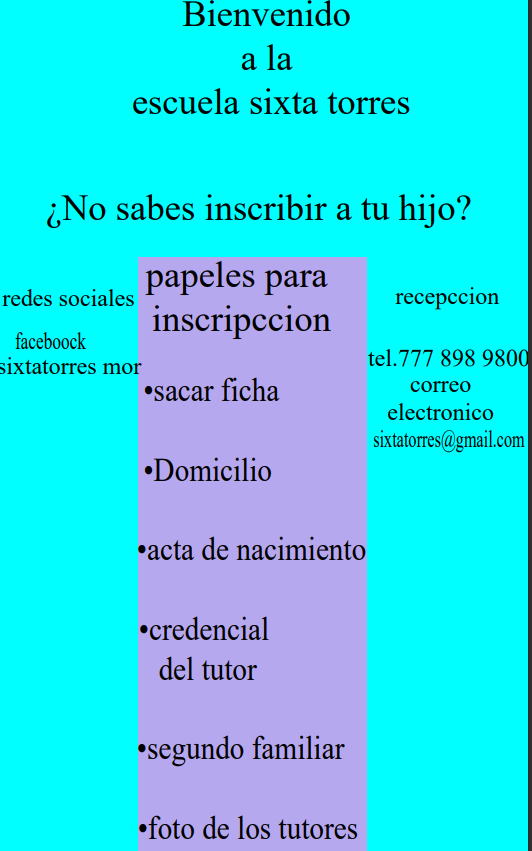 Bienvenido
a la
escuela sixta torres
¿No sabes inscribir a tu hijo?
redes sociales
faceboock
sixtatorres mor
papeles para
inscripccion
•sacar ficha
•Domicilio
•acta de nacimiento
•credencial
del tutor
•segundo familiar
•foto de los tutores
recepccion
tel.777 898 9800
correo
electronico
sixtatorres@gmail.com